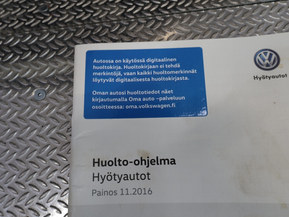 Autossa on käytössä digitaalinen
huoltokirja. Huoltokirjaan ei tehdä
merkintöjä, vaan kaikki huoltomerkinnät
löytyvät digitaalisesta huoltokirjasta.
Oman autosi huoltotiedot näet
kirjautumalla Oma auto -palveluun
osoitteessa: oma.volkswagen.fi
Hyötyautot
Huolto-ohjelma
Hyötyautot
Painos 11.2016